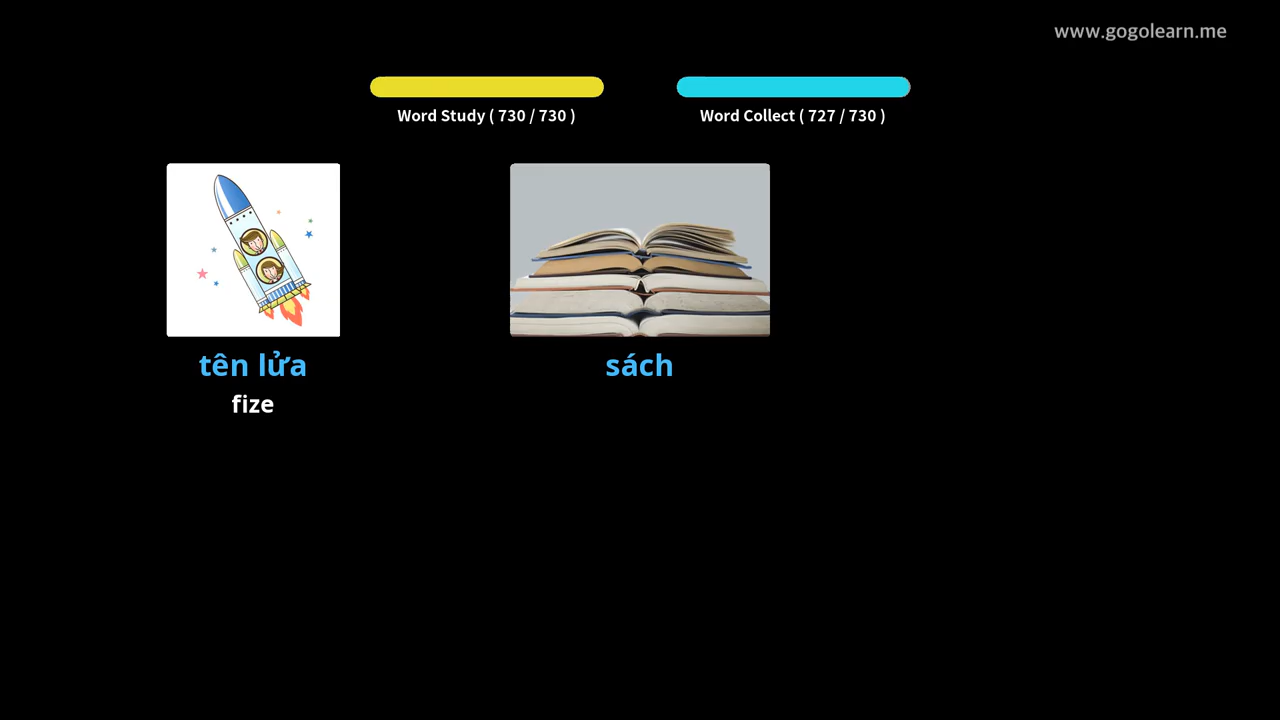 www.gogolearn.me
Word Study ( 730 / 730 )
Word Collect ( 727 / 730 )
tên lửa
fize
sách